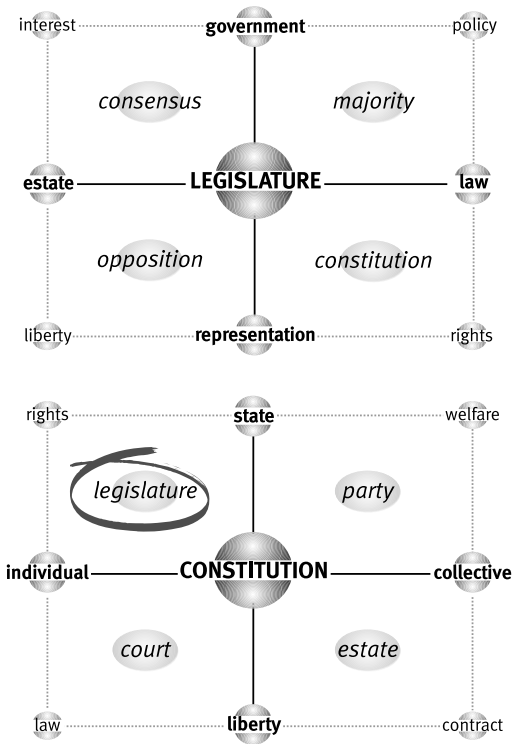 interest government policy
consensus majority
estate LEGISLATURE law
opposition constitution
liberty representation rights
rights state welfare
legislature party
individual CONSTITUTION collective
court estate
law liberty contract